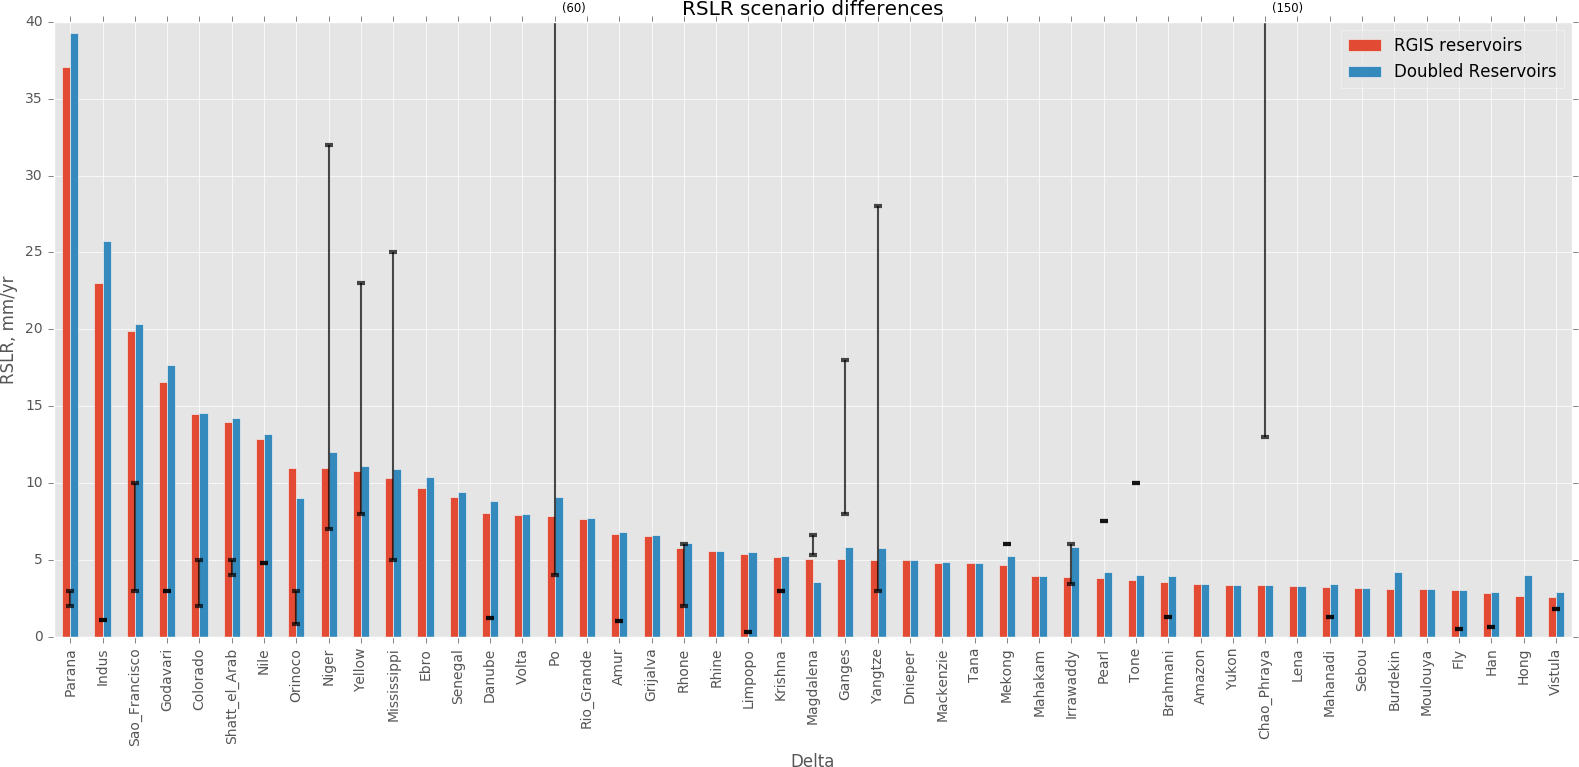 (60)
RSLR scenario differences
(150)
RGIS reservoirs
Doubled Reservoirs
RSLR, mm/yr
40
35
30
25
20
15
10
5
0
Parana
Indus
Sao_Francisco
Godavari
Colorado
Shatt_el_Arab
Nile
Orinoco
Niger
Yellow
Mississippi
Ebro
Senegal
Danube
Volta
Po
Rio_Grande
Amur
Grijalva
Rhone
Rhine
Limpopo
Krishna
Magdalena
Ganges
Yangtze
Dnieper
Mackenzie
Tana
Mekong
Mahakam
Irrawaddy
Pearl
Tone
Brahmani
Amazon
Yukon
Chao_Phraya
Lena
Mahanadi
Sebou
Burdekin
Moulouya
Fly
Han
Hong
Vistula
Delta